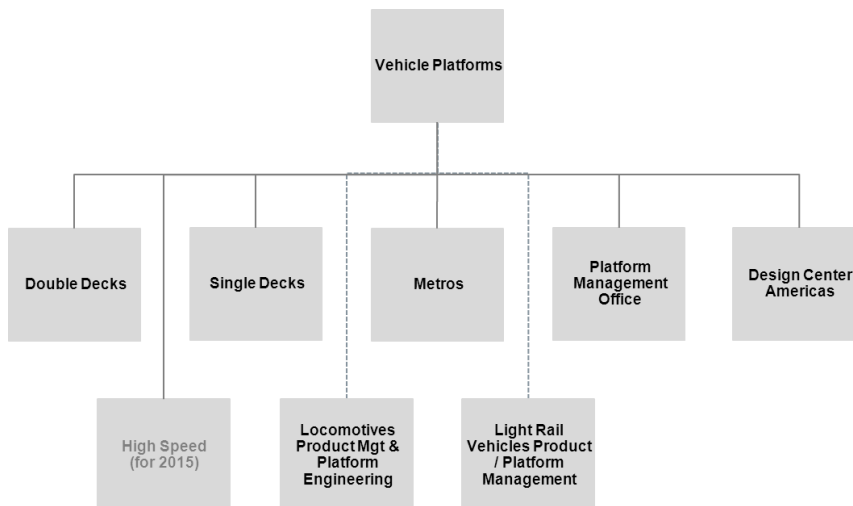 Vehicle Platforms
Double Decks
Single Decks
Metros
Platform
Management
Office
Design Center
Americas
High Speed
(for 2015)
Locomotives
Product Mgt &
Platform
Engineering
Light Rail
Vehicles Product
/ Platform
Management